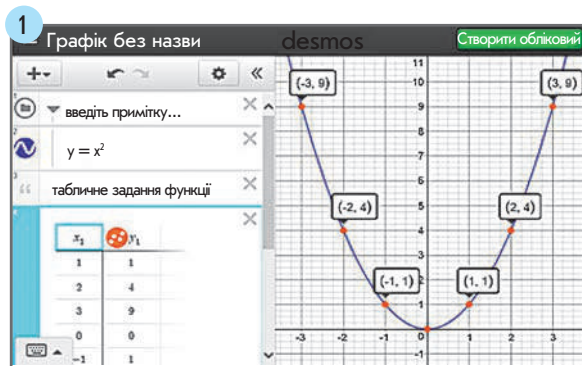 1
Графік без назви desmos Створити обліковий
введіть примітку...
y = x²
табличне задання функції
x₁ y₁
1 1
2 4
3 9
0 0
-1 1
11
10
9
8
7
6
5
4
3
2
1
0
-1
-3 -2 -1 1 2 3
(-3, 9) (3, 9)
(-2, 4) (2, 4)
(-1, 1) (1, 1)